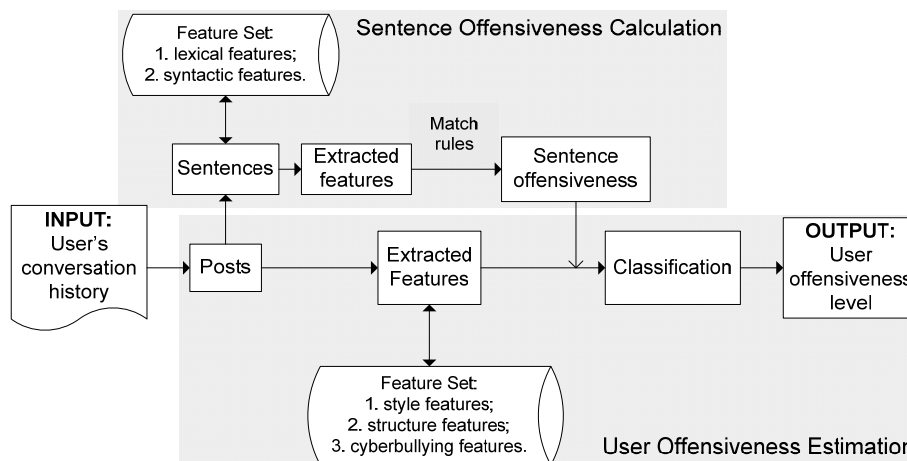 Feature Set:
1. lexical features;
2. syntactic features.
Sentence Offensiveness Calculation
Match
rules
Sentences
Extracted
features
Sentence
offensiveness
INPUT:
User's
conversation
history
Posts
Extracted
Features
Classification
OUTPUT:
User
offensiveness
level
Feature Set:
1. style features;
2. structure features;
3. cyberbullying features.
User Offensiveness Estimation